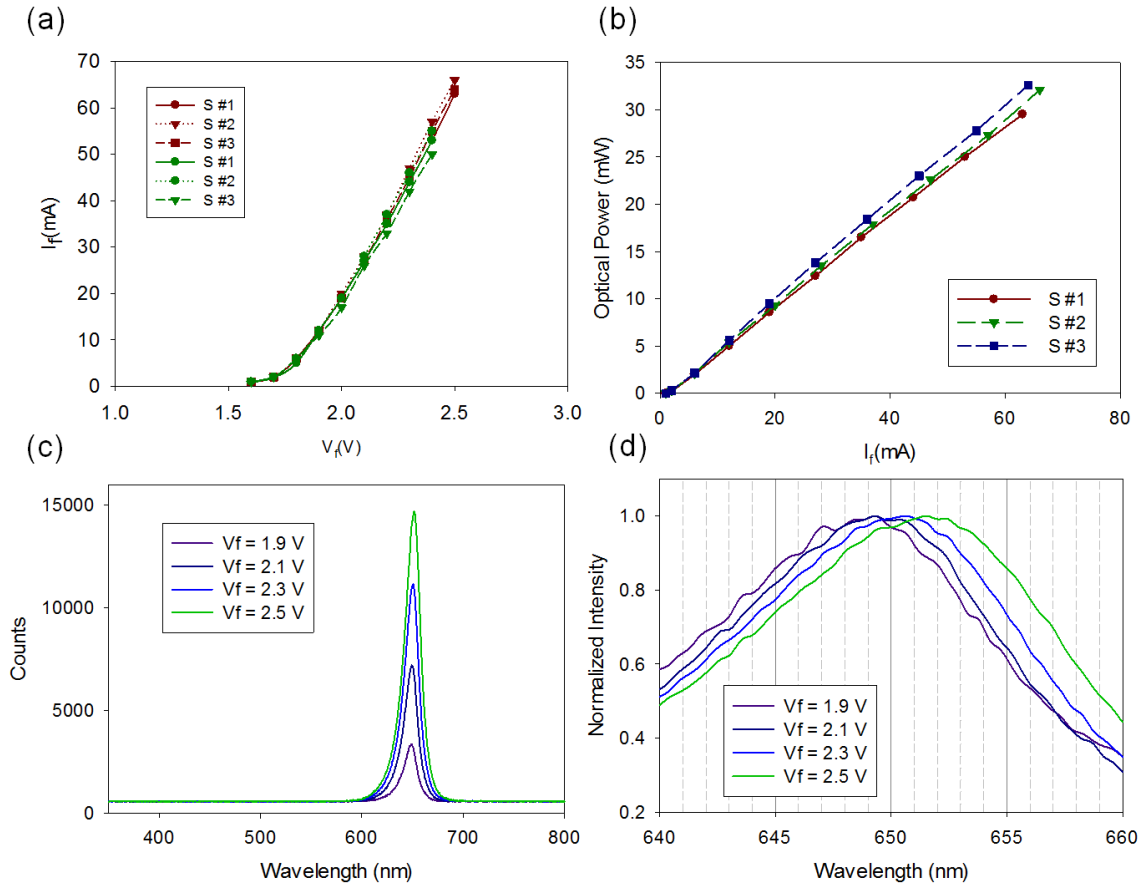 (a)
70
60
50
40
30
20
10
0
I_f(mA)
S #1
S #2
S #3
S #1
S #2
S #3
1.0 1.5 2.0 2.5 3.0
V_f(V)
(b)
35
30
25
20
15
10
5
0
Optical Power (mW)
S #1
S #2
S #3
0 20 40 60 80
I_f(mA)
(c)
15000
10000
5000
0
Counts
Vf = 1.9 V
Vf = 2.1 V
Vf = 2.3 V
Vf = 2.5 V
400 500 600 700 800
Wavelength (nm)
(d)
1.0
0.8
0.6
0.4
0.2
Normalized Intensity
Vf = 1.9 V
Vf = 2.1 V
Vf = 2.3 V
Vf = 2.5 V
640 645 650 655 660
Wavelength (nm)